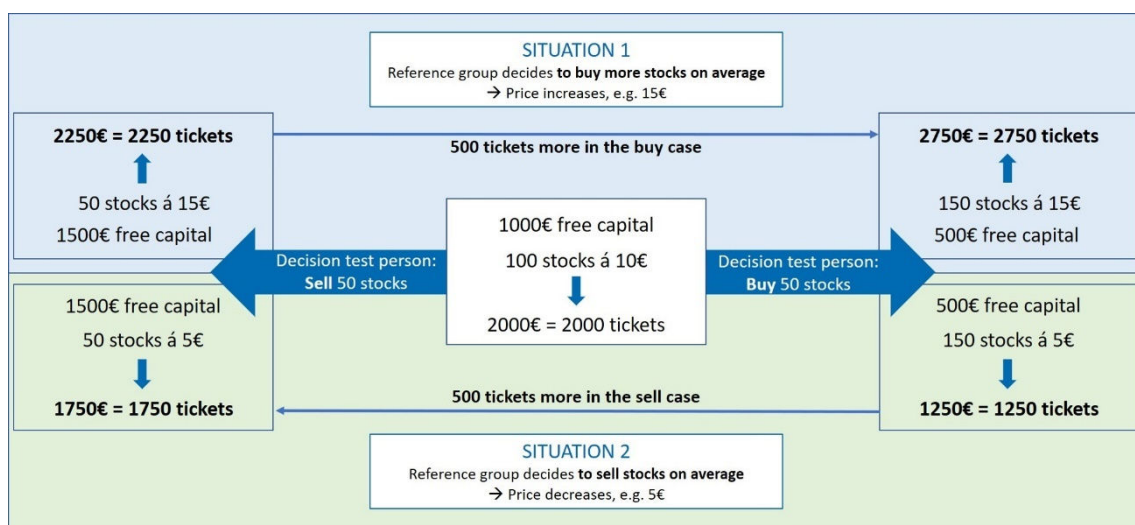 SITUATION 1
Reference group decides to buy more stocks on average
→ Price increases, e.g. 15€
2250€ = 2250 tickets
50 stocks á 15€
1500€ free capital
500 tickets more in the buy case
2750€ = 2750 tickets
150 stocks á 15€
500€ free capital
Decision test person:
Sell 50 stocks
1000€ free capital
100 stocks á 10€
2000€ = 2000 tickets
Decision test person:
Buy 50 stocks
1500€ free capital
50 stocks á 5€
1750€ = 1750 tickets
500 tickets more in the sell case
500€ free capital
150 stocks á 5€
1250€ = 1250 tickets
SITUATION 2
Reference group decides to sell stocks on average
→ Price decreases, e.g. 5€